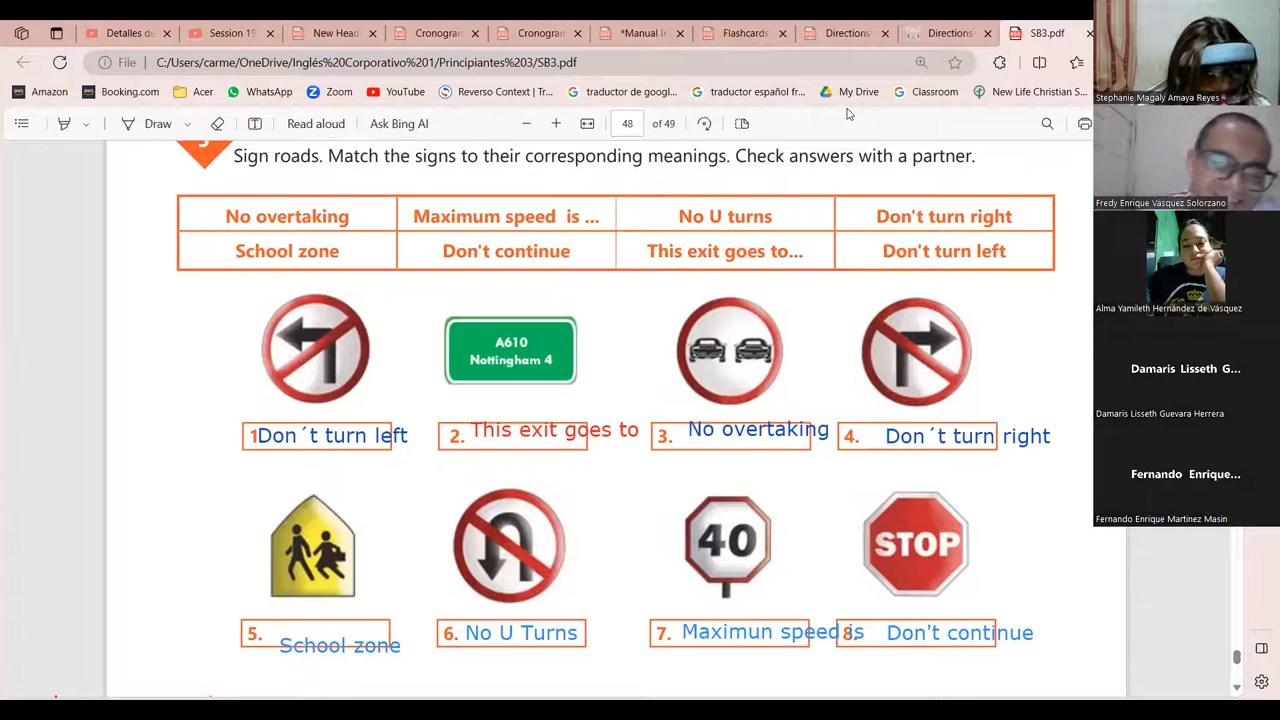 Detalles de
Session 19
New Head
Cronogram
Cronogram
*Manual In
Flashcards
Directions-
Directions
SB3.pdf
File
C:/Users/carme/OneDrive/Inglés%20Corporativo%201/Principiantes%203/SB3.pdf
Amazon
Booking.com
Acer
WhatsApp
Zoom
YouTube
Reverso Context | Tr...
traductor de googl...
traductor español fr...
My Drive
Classroom
New Life Christian S...
Draw
Read aloud
Ask Bing AI
48 of 49
Sign roads. Match the signs to their corresponding meanings. Check answers with a partner.
No overtaking
Maximum speed is ...
No U turns
Don't turn right
School zone
Don't continue
This exit goes to...
Don't turn left
A610
Nottingham 4
1 Don´t turn left
2. This exit goes to
3. No overtaking
4. Don´t turn right
40
STOP
5. School zone
6. No U Turns
7. Maximun speed is
8. Don't continue
Stephanie Magaly Amaya Reyes
Fredy Enrique Vásquez Solorzano
Alma Yamileth Hernández de Vásquez
Damaris Lisseth G...
Damaris Lisseth Guevara Herrera
Fernando Enrique...
Fernando Enrique Martinez Masin